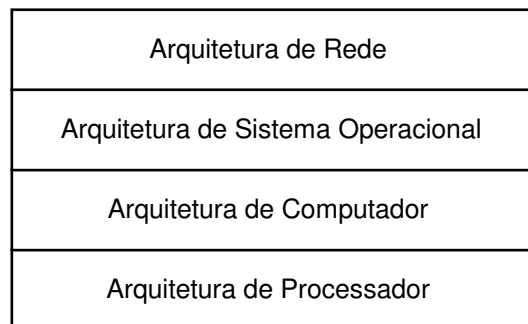 Arquitetura de Rede
Arquitetura de Sistema Operacional
Arquitetura de Computador
Arquitetura de Processador